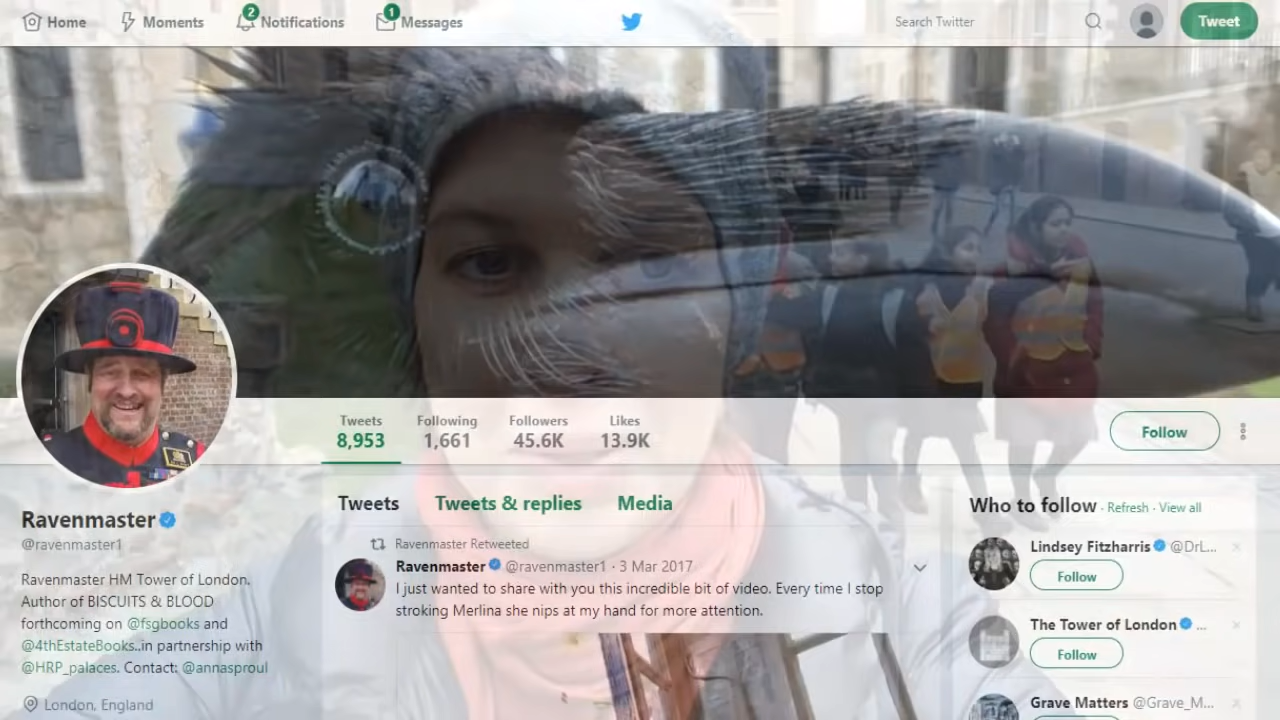 Home
Moments
2
Notifications
1
Messages
Search Twitter
Tweet
Tweets
8,953
Following
1,661
Followers
45.6K
Likes
13.9K
Follow
Ravenmaster
@ravenmaster1
Ravenmaster HM Tower of London.
Author of BISCUITS & BLOOD
forthcoming on @fsgbooks and
@4thEstateBooks..in partnership with
@HRP_palaces. Contact: @annasproul
London, England
Tweets
Tweets & replies
Media
Ravenmaster Retweeted
Ravenmaster @ravenmaster1 · 3 Mar 2017
I just wanted to share with you this incredible bit of video. Every time I stop
stroking Merlina she nips at my hand for more attention.
Who to follow · Refresh · View all
Lindsey Fitzharris @DrL...
Follow
The Tower of London ...
Follow
Grave Matters @Grave_M...